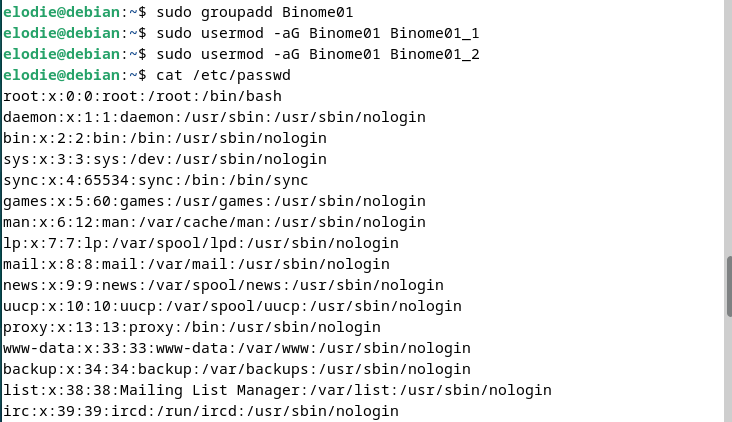 elodie@debian:~$ sudo groupadd Binome01
elodie@debian:~$ sudo usermod -aG Binome01 Binome01_1
elodie@debian:~$ sudo usermod -aG Binome01 Binome01_2
elodie@debian:~$ cat /etc/passwd
root:x:0:0:root:/root:/bin/bash
daemon:x:1:1:daemon:/usr/sbin:/usr/sbin/nologin
bin:x:2:2:bin:/bin:/usr/sbin/nologin
sys:x:3:3:sys:/dev:/usr/sbin/nologin
sync:x:4:65534:sync:/bin:/bin/sync
games:x:5:60:games:/usr/games:/usr/sbin/nologin
man:x:6:12:man:/var/cache/man:/usr/sbin/nologin
lp:x:7:7:lp:/var/spool/lpd:/usr/sbin/nologin
mail:x:8:8:mail:/var/mail:/usr/sbin/nologin
news:x:9:9:news:/var/spool/news:/usr/sbin/nologin
uucp:x:10:10:uucp:/var/spool/uucp:/usr/sbin/nologin
proxy:x:13:13:proxy:/bin:/usr/sbin/nologin
www-data:x:33:33:www-data:/var/www:/usr/sbin/nologin
backup:x:34:34:backup:/var/backups:/usr/sbin/nologin
list:x:38:38:Mailing List Manager:/var/list:/usr/sbin/nologin
irc:x:39:39:ircd:/run/ircd:/usr/sbin/nologin